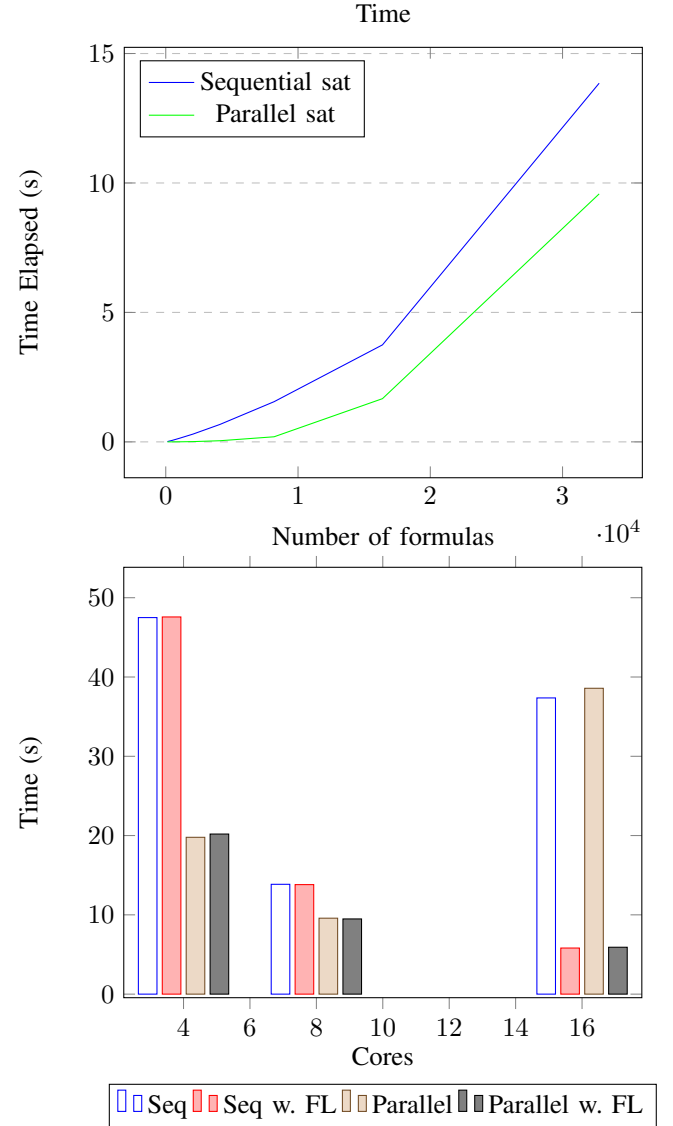 Time
15
10
5
0
Time Elapsed (s)
Sequential sat
Parallel sat
0 1 2 3
·10⁴
Number of formulas
50
40
30
20
10
0
Time (s)
4 6 8 10 12 14 16
Cores
Seq Seq w. FL Parallel Parallel w. FL